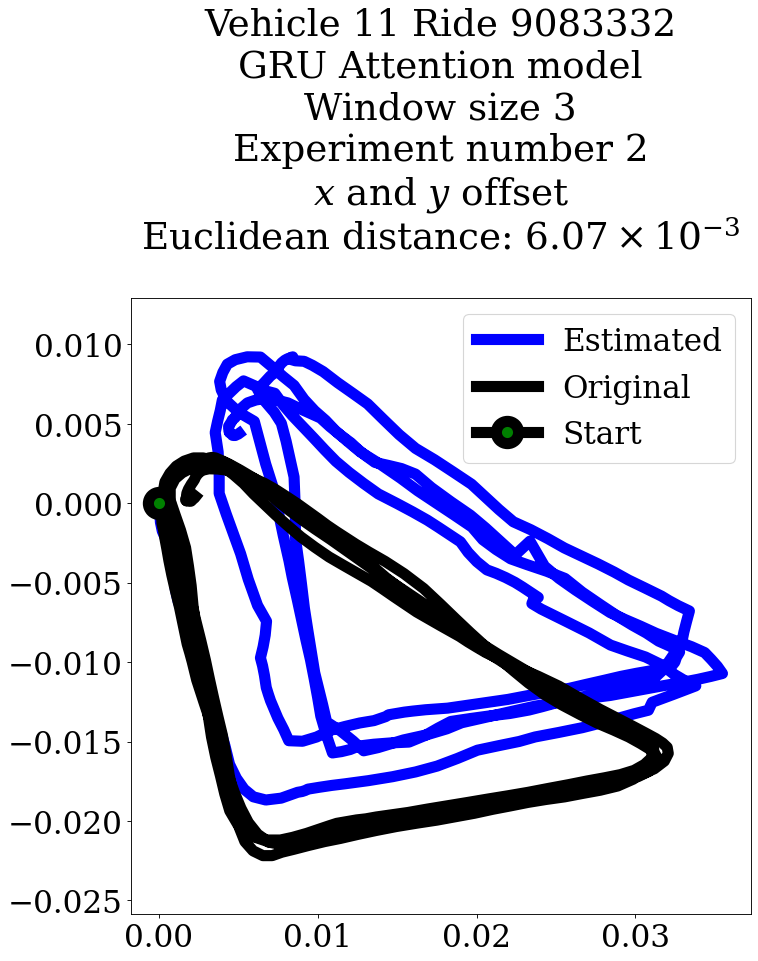 Vehicle 11 Ride 9083332
GRU Attention model
Window size 3
Experiment number 2
x and y offset
Euclidean distance: 6.07 × 10⁻³
Estimated
Original
Start
0.010
0.005
0.000
−0.005
−0.010
−0.015
−0.020
−0.025
0.00 0.01 0.02 0.03